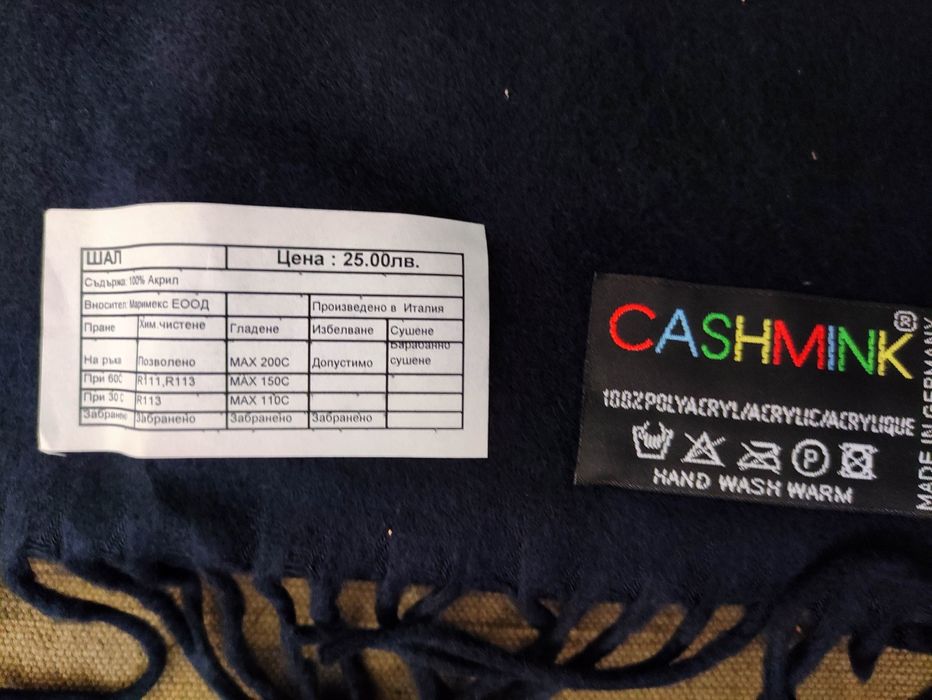 ШАЛ Цена : 25.00лв.
Съдържа: 100% Акрил
Вносител: Маримекс ЕООД Произведено в Италия
Пране Хим.чистене Гладене Избелване Сушене
На ръка Позволено MAX 200C Допустимо Барабанно сушене
При 60C R111,R113 MAX 150C
При 30C R113 MAX 110C
Забранено Забранено Забранено Забранено
CASHMINK®
100%POLYACRYL/ACRYLIC/ACRYLIQUE
P
HAND WASH WARM
MADE IN GERMANY